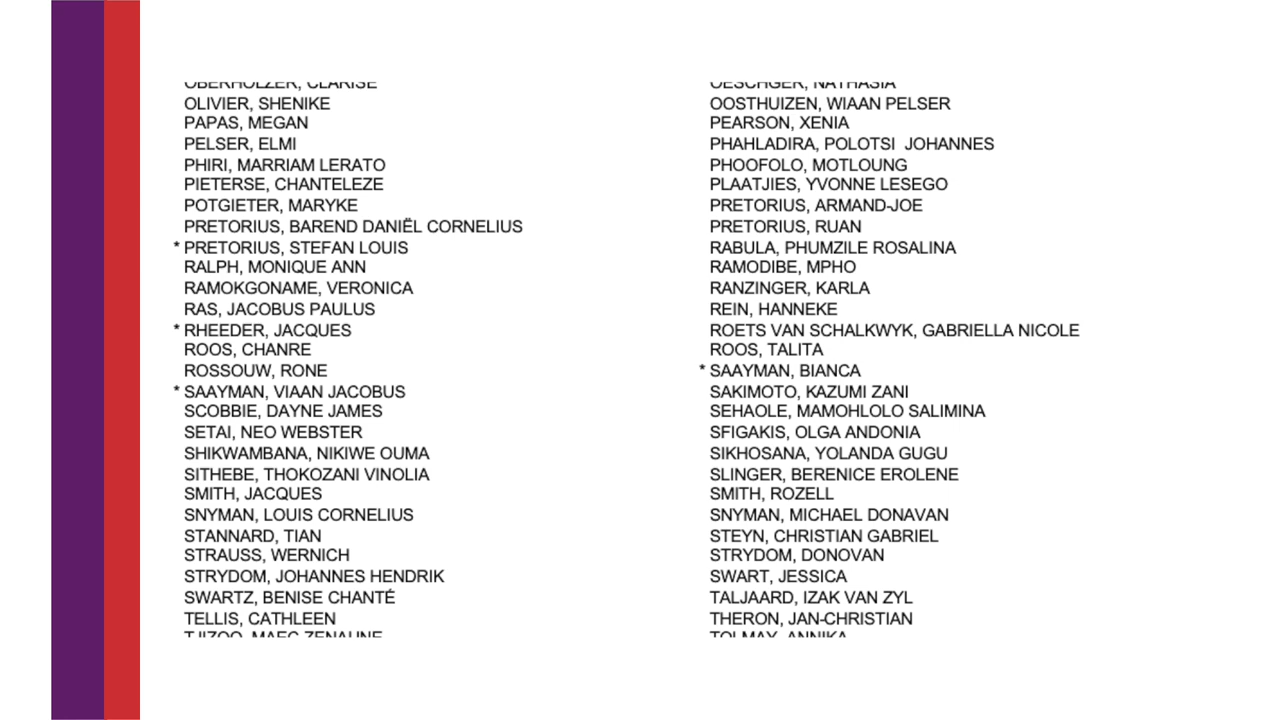 OBERHOLZER, CLARISE
OLIVIER, SHENIKE
PAPAS, MEGAN
PELSER, ELMI
PHIRI, MARRIAM LERATO
PIETERSE, CHANTELEZE
POTGIETER, MARYKE
PRETORIUS, BAREND DANIËL CORNELIUS
* PRETORIUS, STEFAN LOUIS
RALPH, MONIQUE ANN
RAMOKGONAME, VERONICA
RAS, JACOBUS PAULUS
* RHEEDER, JACQUES
ROOS, CHANRE
ROSSOUW, RONE
* SAAYMAN, VIAAN JACOBUS
SCOBBIE, DAYNE JAMES
SETAI, NEO WEBSTER
SHIKWAMBANA, NIKIWE OUMA
SITHEBE, THOKOZANI VINOLIA
SMITH, JACQUES
SNYMAN, LOUIS CORNELIUS
STANNARD, TIAN
STRAUSS, WERNICH
STRYDOM, JOHANNES HENDRIK
SWARTZ, BENISE CHANTÉ
TELLIS, CATHLEEN
OESCHGER, NATHASIA
OOSTHUIZEN, WIAAN PELSER
PEARSON, XENIA
PHAHLADIRA, POLOTSI  JOHANNES
PHOOFOLO, MOTLOUNG
PLAATJIES, YVONNE LESEGO
PRETORIUS, ARMAND-JOE
PRETORIUS, RUAN
RABULA, PHUMZILE ROSALINA
RAMODIBE, MPHO
RANZINGER, KARLA
REIN, HANNEKE
ROETS VAN SCHALKWYK, GABRIELLA NICOLE
ROOS, TALITA
* SAAYMAN, BIANCA
SAKIMOTO, KAZUMI ZANI
SEHAOLE, MAMOHLOLO SALIMINA
SFIGAKIS, OLGA ANDONIA
SIKHOSANA, YOLANDA GUGU
SLINGER, BERENICE EROLENE
SMITH, ROZELL
SNYMAN, MICHAEL DONAVAN
STEYN, CHRISTIAN GABRIEL
STRYDOM, DONOVAN
SWART, JESSICA
TALJAARD, IZAK VAN ZYL
THERON, JAN-CHRISTIAN
TOLMAY, ANNIKA